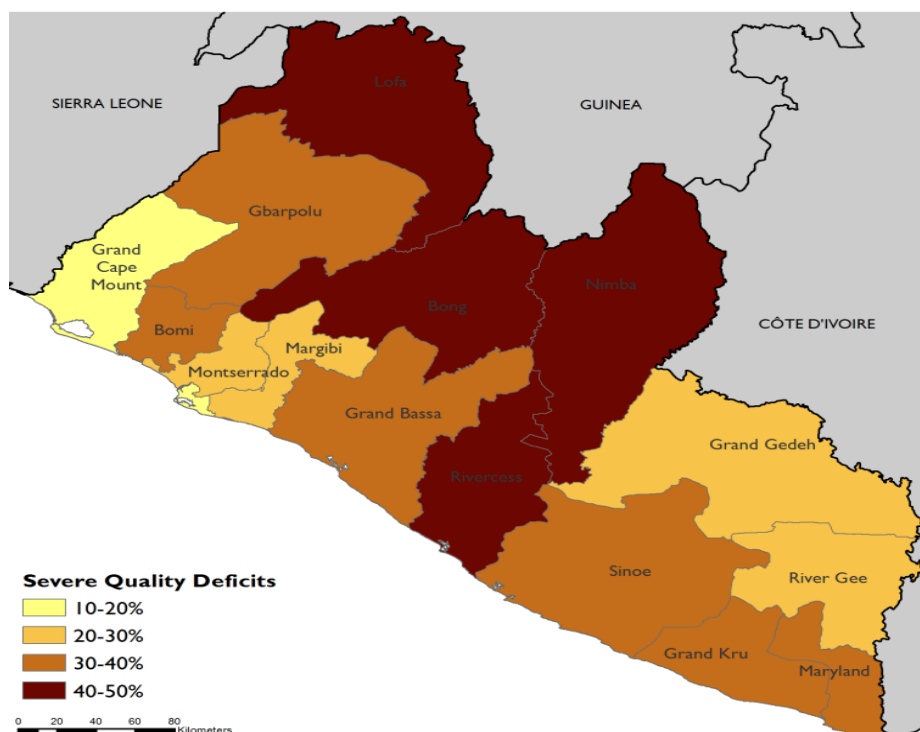 Lofa
SIERRA LEONE
GUINEA
Gbarpolu
Grand
Cape
Mount
Nimba
Bong
CÔTE D'IVOIRE
Bomi
Margibi
Montserrado
Grand Bassa
Grand Gedeh
Rivercess
Sinoe
River Gee
Grand Kru
Maryland
Severe Quality Deficits
10-20%
20-30%
30-40%
40-50%
0 20 40 60 80
Kilometers